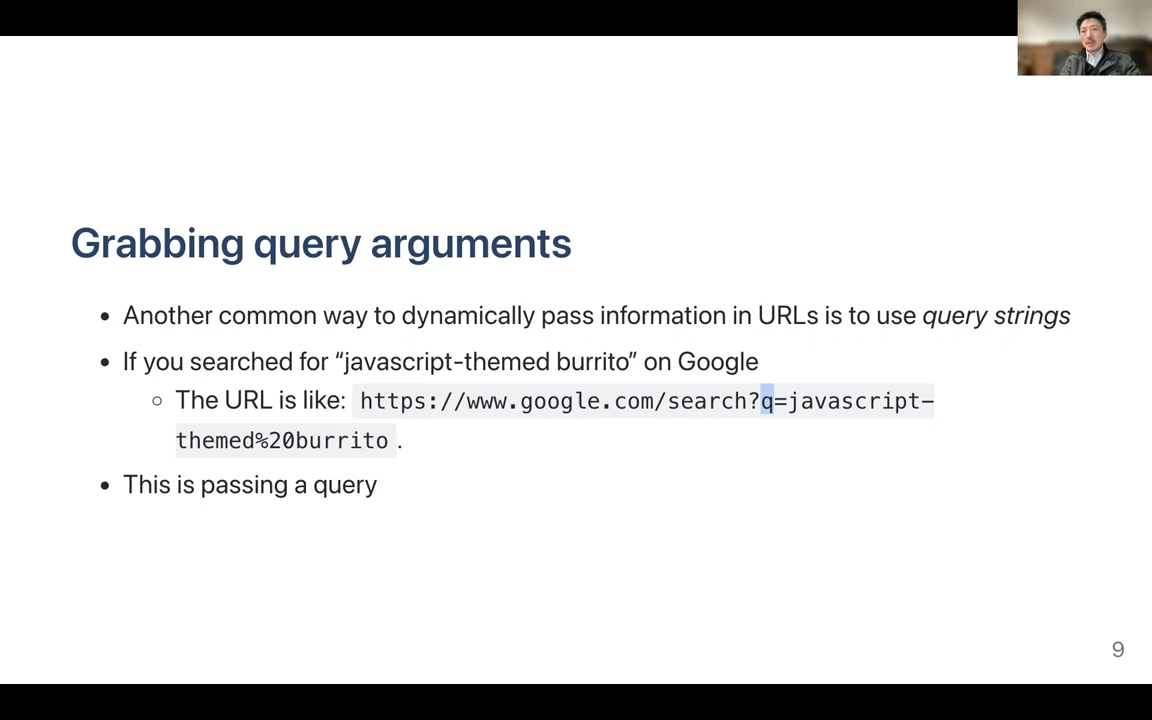 Grabbing query arguments
• Another common way to dynamically pass information in URLs is to use query strings
• If you searched for “javascript-themed burrito” on Google
○ The URL is like: https://www.google.com/search?q=javascript-
themed%20burrito .
• This is passing a query
9